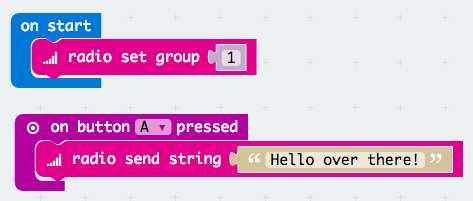 on start
radio set group 1
on button A ▾ pressed
radio send string “ Hello over there! ”